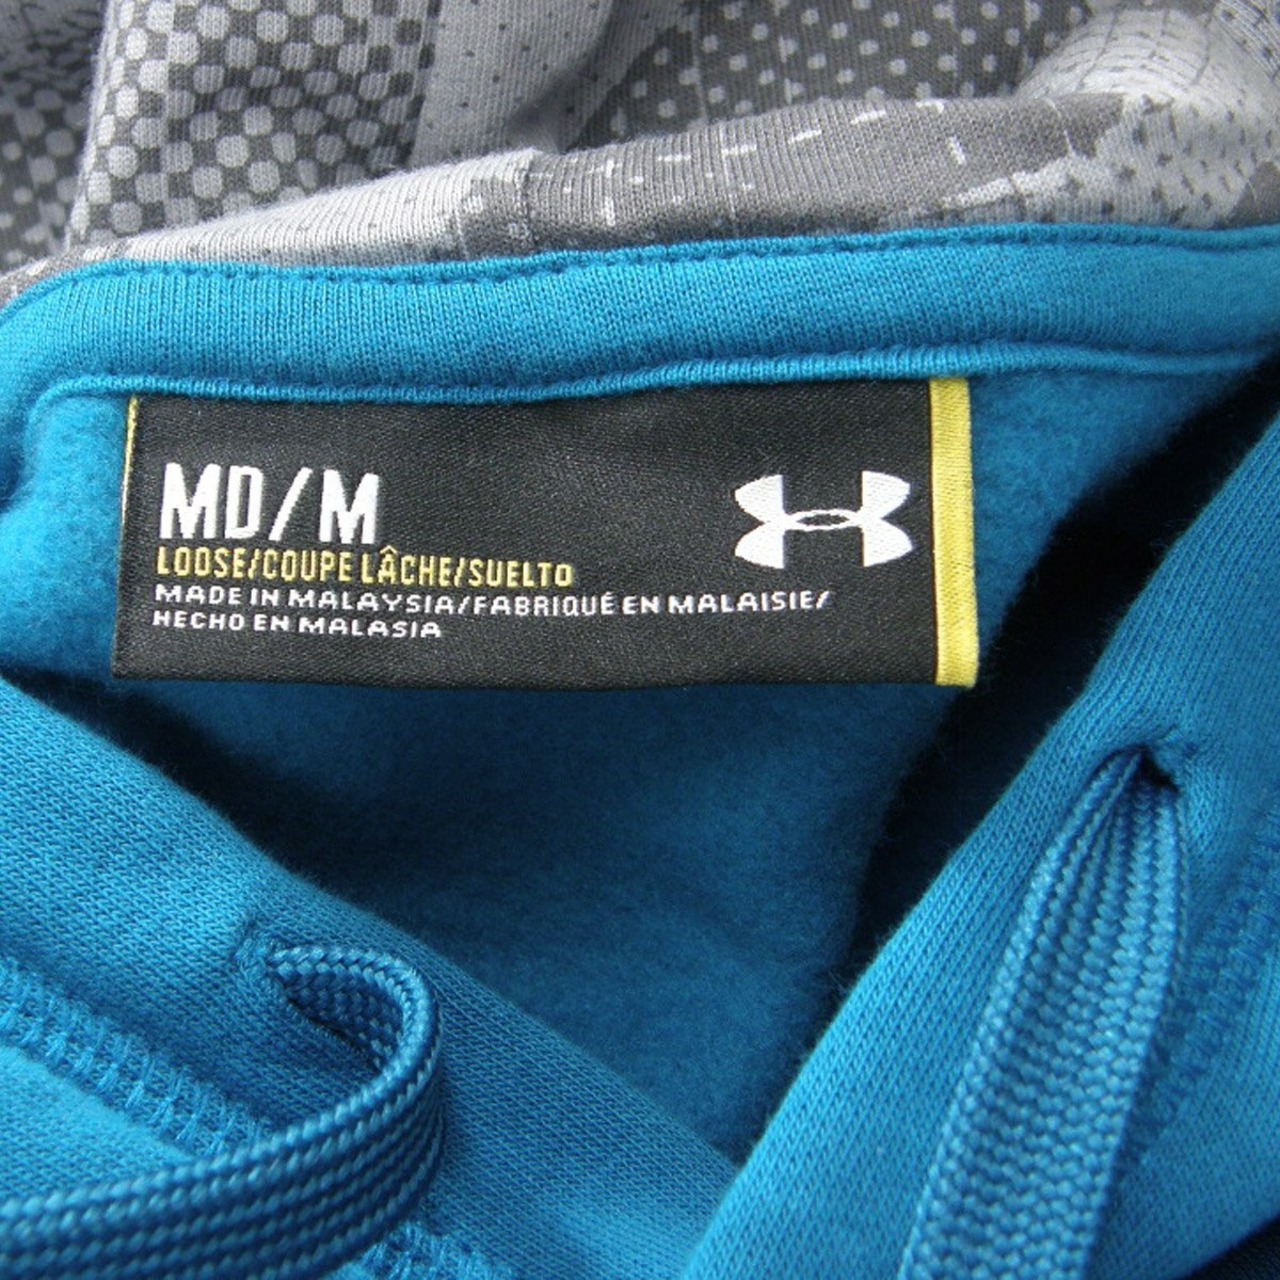 MD/M
LOOSE/COUPE LÂCHE/SUELTO
MADE IN MALAYSIA/FABRIQUÉ EN MALAISIE/
HECHO EN MALASIA